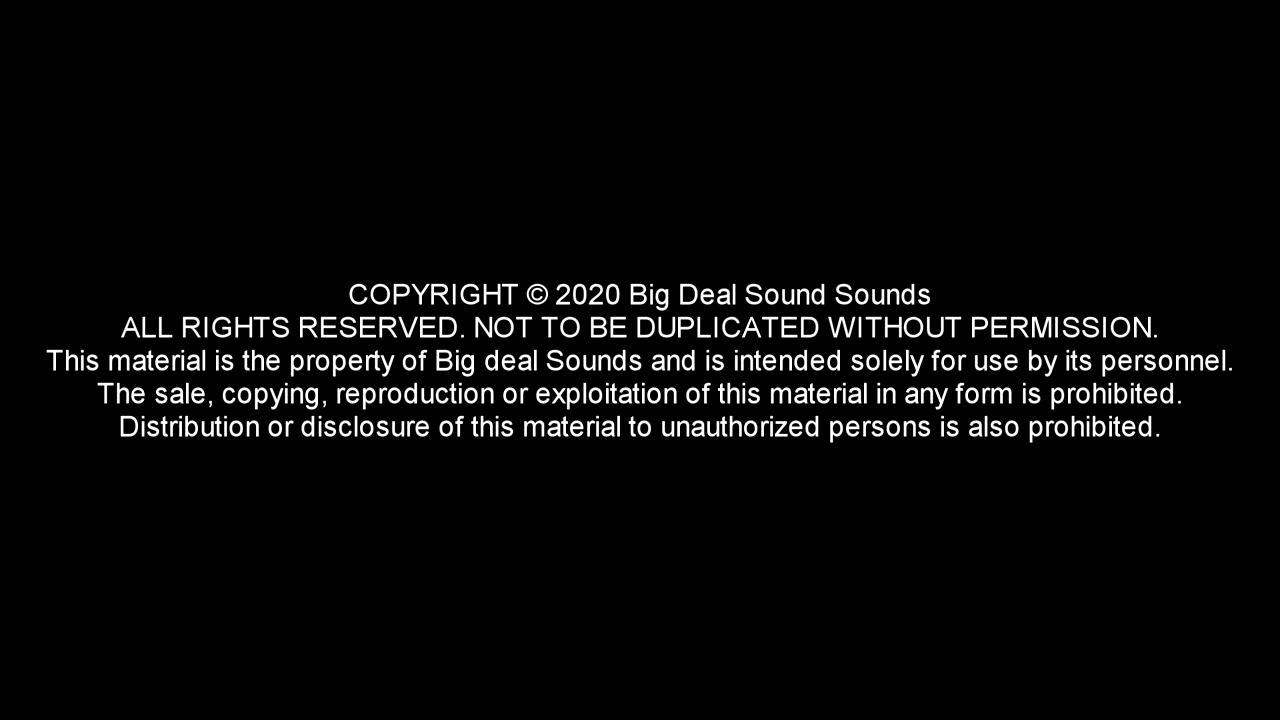 COPYRIGHT © 2020 Big Deal Sound Sounds
ALL RIGHTS RESERVED. NOT TO BE DUPLICATED WITHOUT PERMISSION.
This material is the property of Big deal Sounds and is intended solely for use by its personnel.
The sale, copying, reproduction or exploitation of this material in any form is prohibited.
Distribution or disclosure of this material to unauthorized persons is also prohibited.